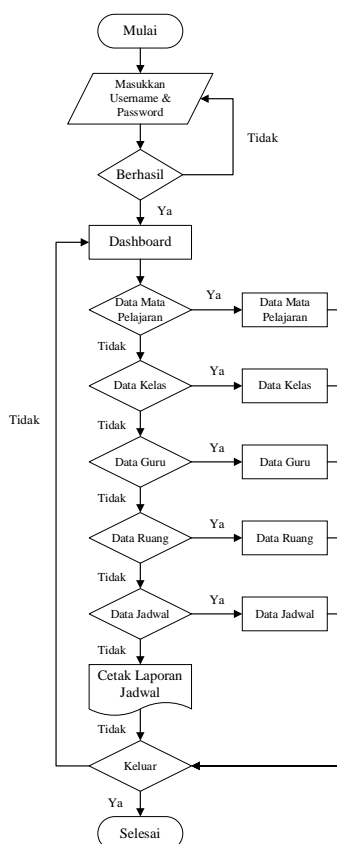 Mulai
Masukkan
Username &
Password
Tidak
Berhasil
Ya
Dashboard
Data Mata
Pelajaran
Ya
Data Mata
Pelajaran
Tidak
Data Kelas
Ya
Data Kelas
Tidak
Tidak
Data Guru
Ya
Data Guru
Tidak
Data Ruang
Ya
Data Ruang
Tidak
Data Jadwal
Ya
Data Jadwal
Tidak
Cetak Laporan
Jadwal
Tidak
Keluar
Ya
Selesai